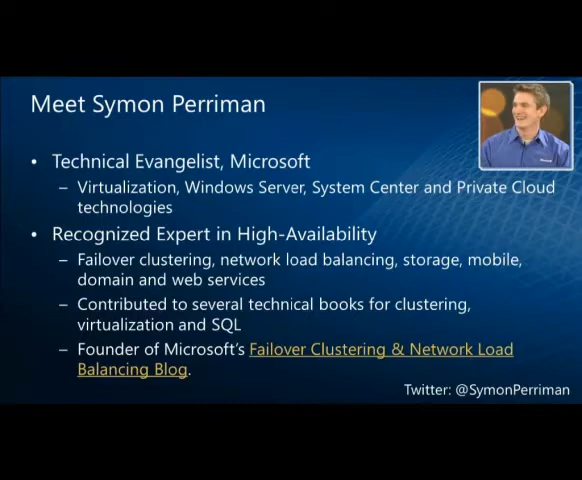 Meet Symon Perriman
• Technical Evangelist, Microsoft
– Virtualization, Windows Server, System Center and Private Cloud
technologies
• Recognized Expert in High-Availability
– Failover clustering, network load balancing, storage, mobile,
domain and web services
– Contributed to several technical books for clustering,
virtualization and SQL
– Founder of Microsoft's Failover Clustering & Network Load
Balancing Blog.
Twitter: @SymonPerriman